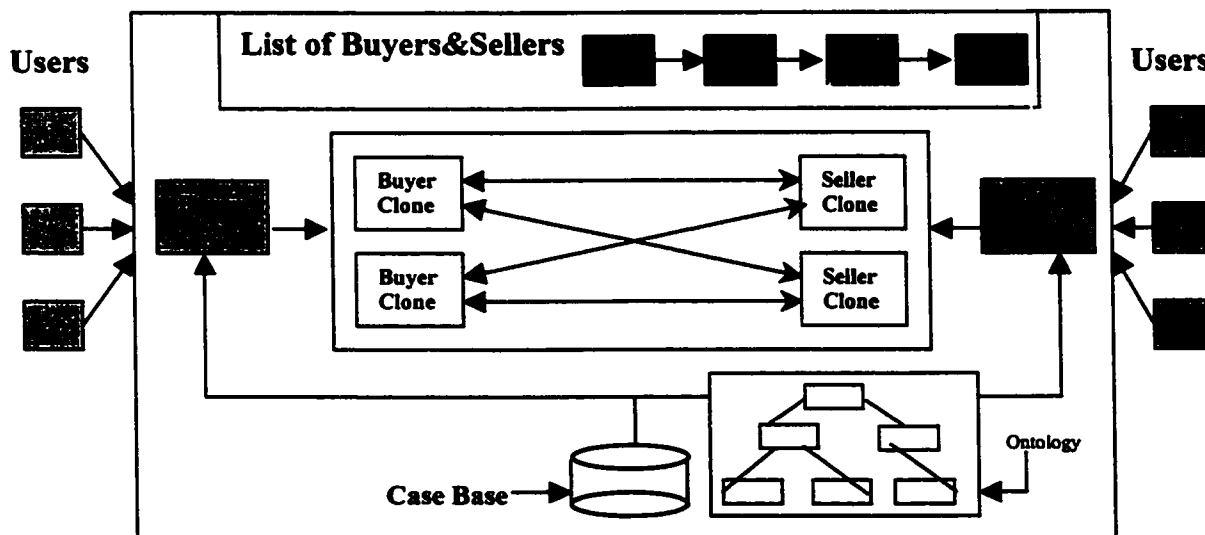 List of Buyers&Sellers
Users
Users
Buyer
Clone
Seller
Clone
Buyer
Clone
Seller
Clone
Ontology
Case Base